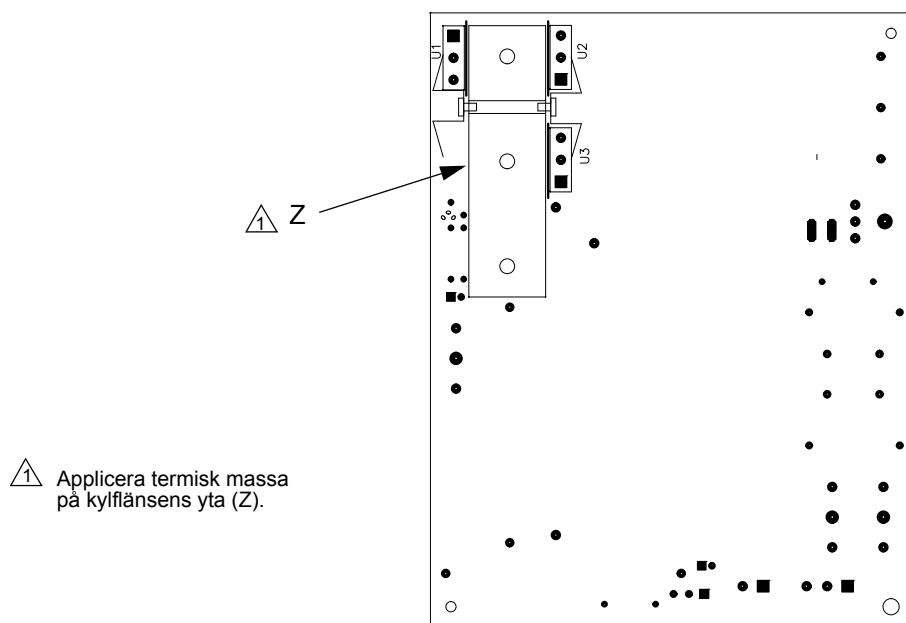 U1
U2
U3
1 Z
1 Applicera termisk massa
på kylflänsens yta (Z).